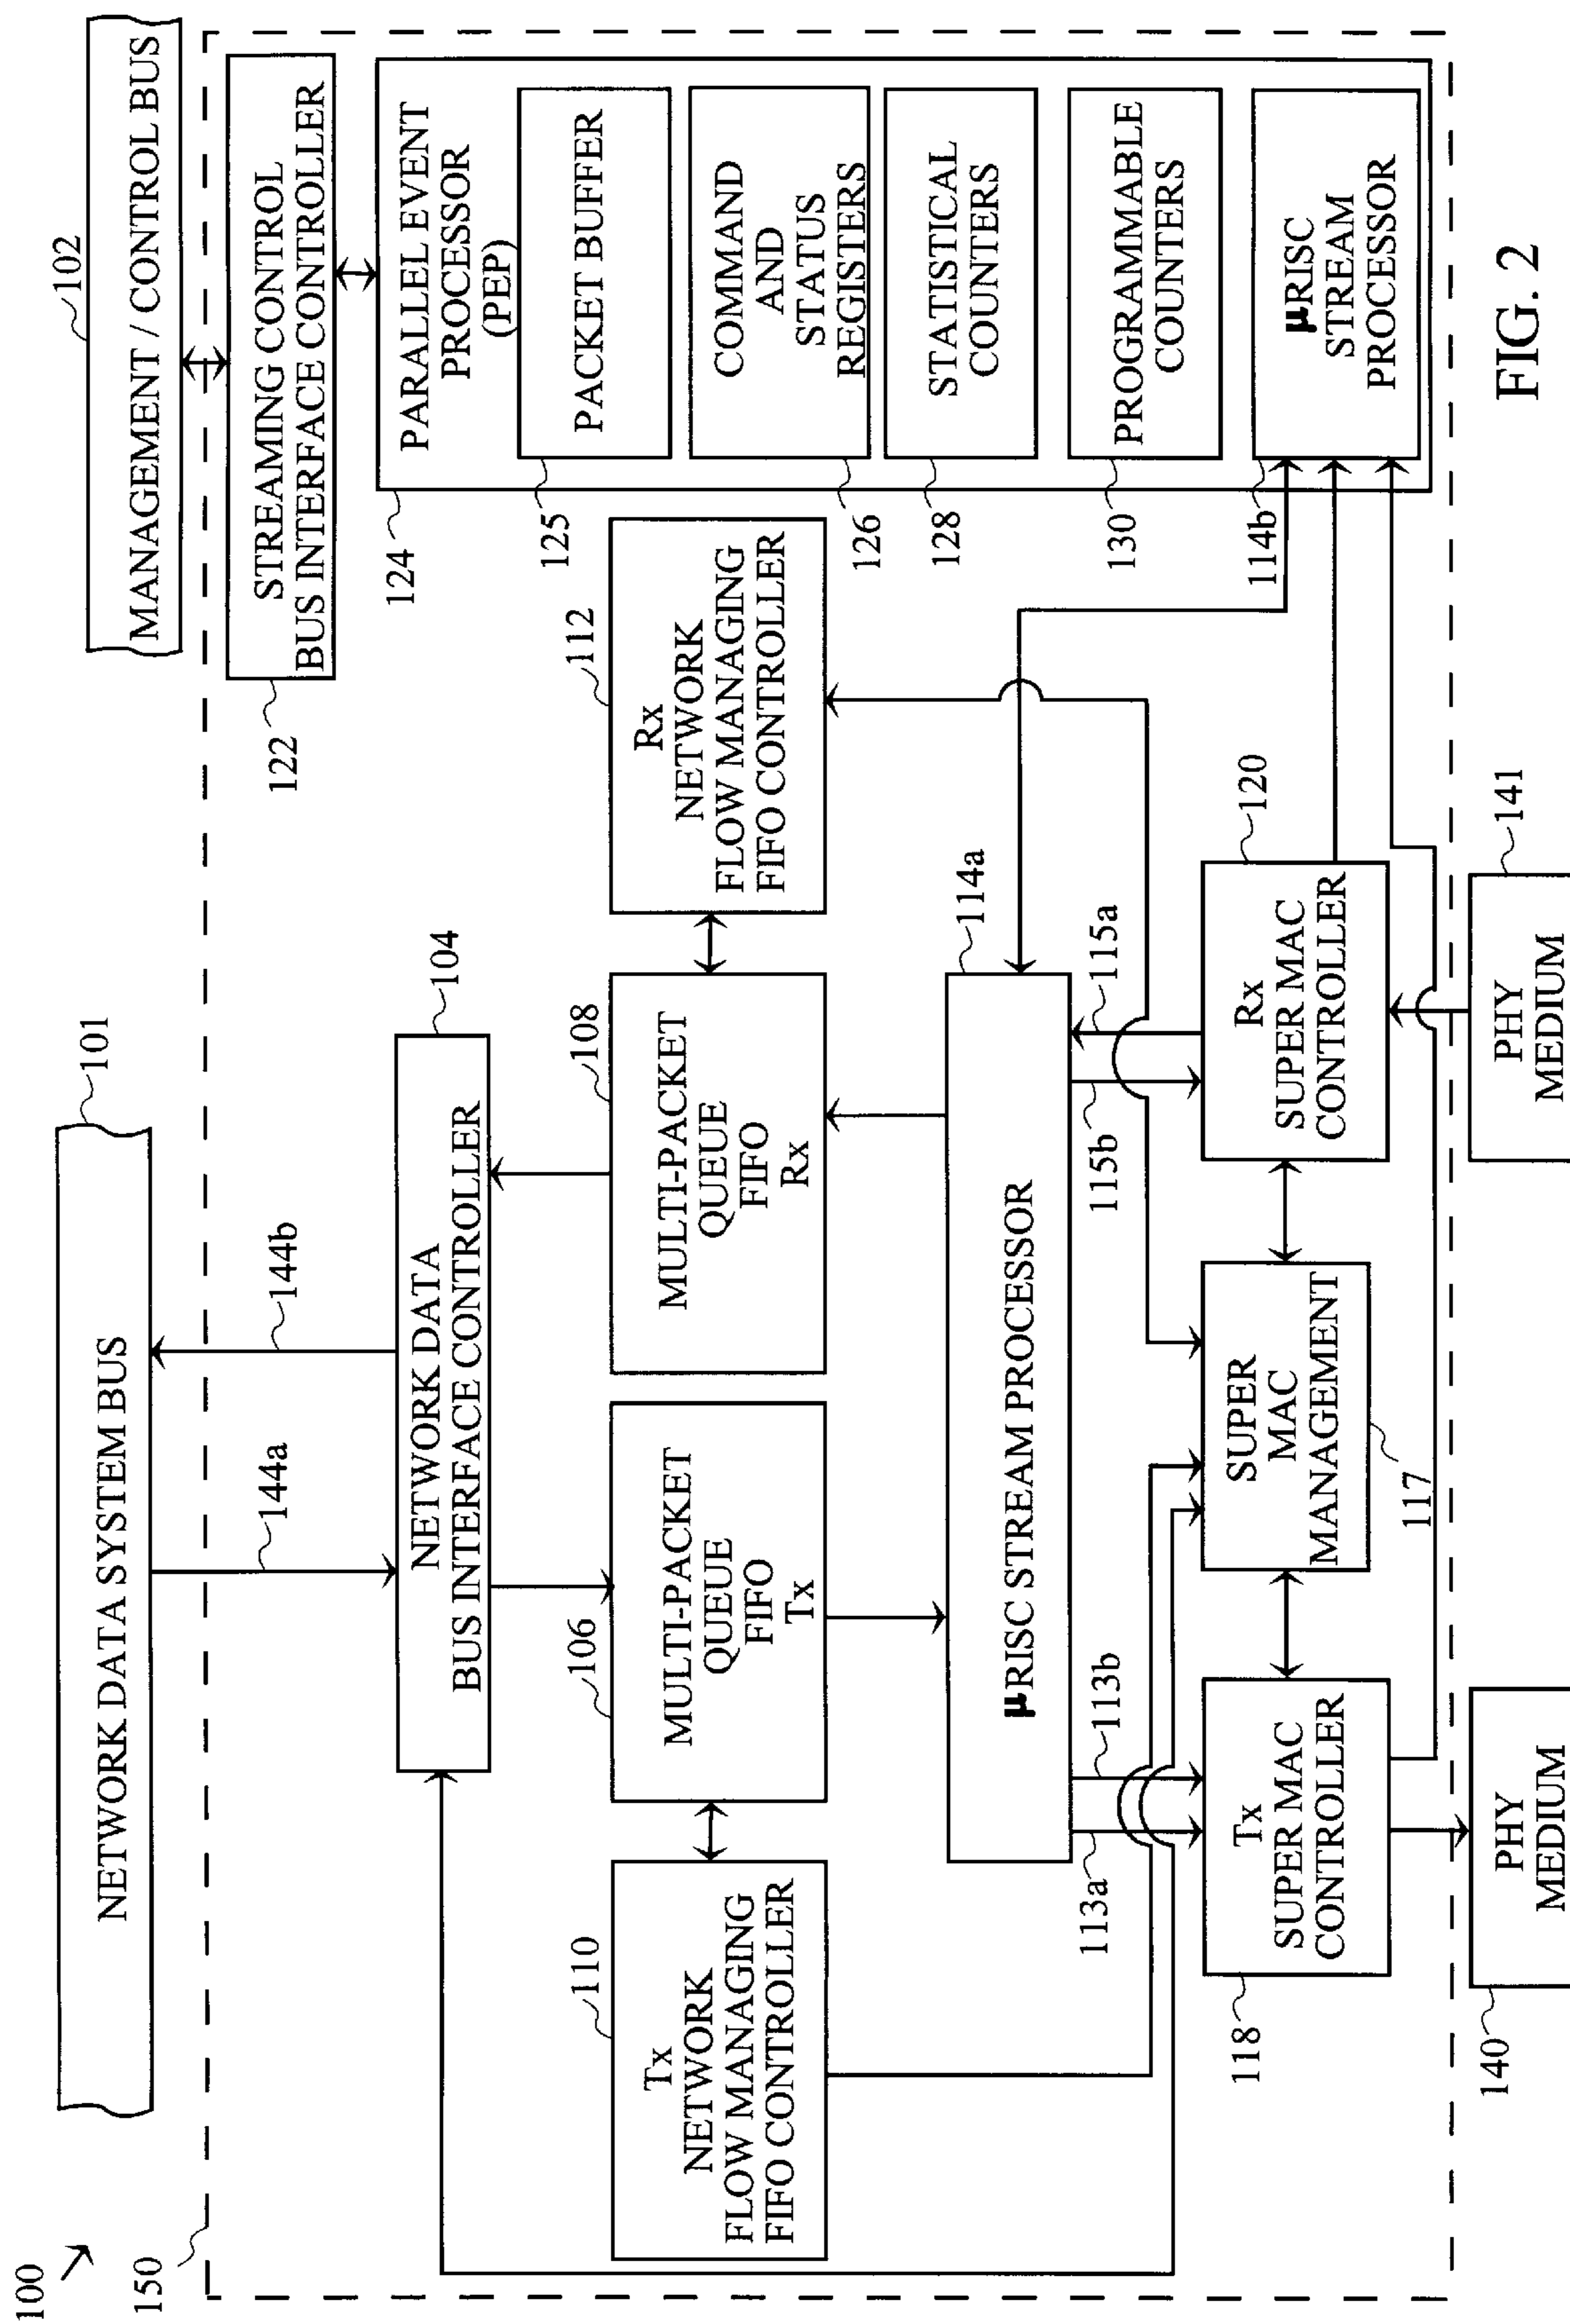 100
150
NETWORK DATA SYSTEM BUS
101
MANAGEMENT / CONTROL BUS
102
144a
144b
NETWORK DATA
BUS INTERFACE CONTROLLER
104
STREAMING CONTROL
BUS INTERFACE CONTROLLER
122
110
Tx
NETWORK
FLOW MANAGING
FIFO CONTROLLER
106
MULTI-PACKET
QUEUE
FIFO
Tx
108
MULTI-PACKET
QUEUE
FIFO
Rx
112
Rx
NETWORK
FLOW MANAGING
FIFO CONTROLLER
124
PARALLEL EVENT
PROCESSOR
(PEP)
125
PACKET BUFFER
126
COMMAND
AND
STATUS
REGISTERS
128
STATISTICAL
COUNTERS
130
PROGRAMMABLE
COUNTERS
114b
µRISC
STREAM
PROCESSOR
µRISC STREAM PROCESSOR
114a
113a
113b
115b
115a
118
Tx
SUPER MAC
CONTROLLER
SUPER
MAC
MANAGEMENT
117
Rx
SUPER MAC
CONTROLLER
120
140
PHY
MEDIUM
PHY
MEDIUM
141
FIG. 2